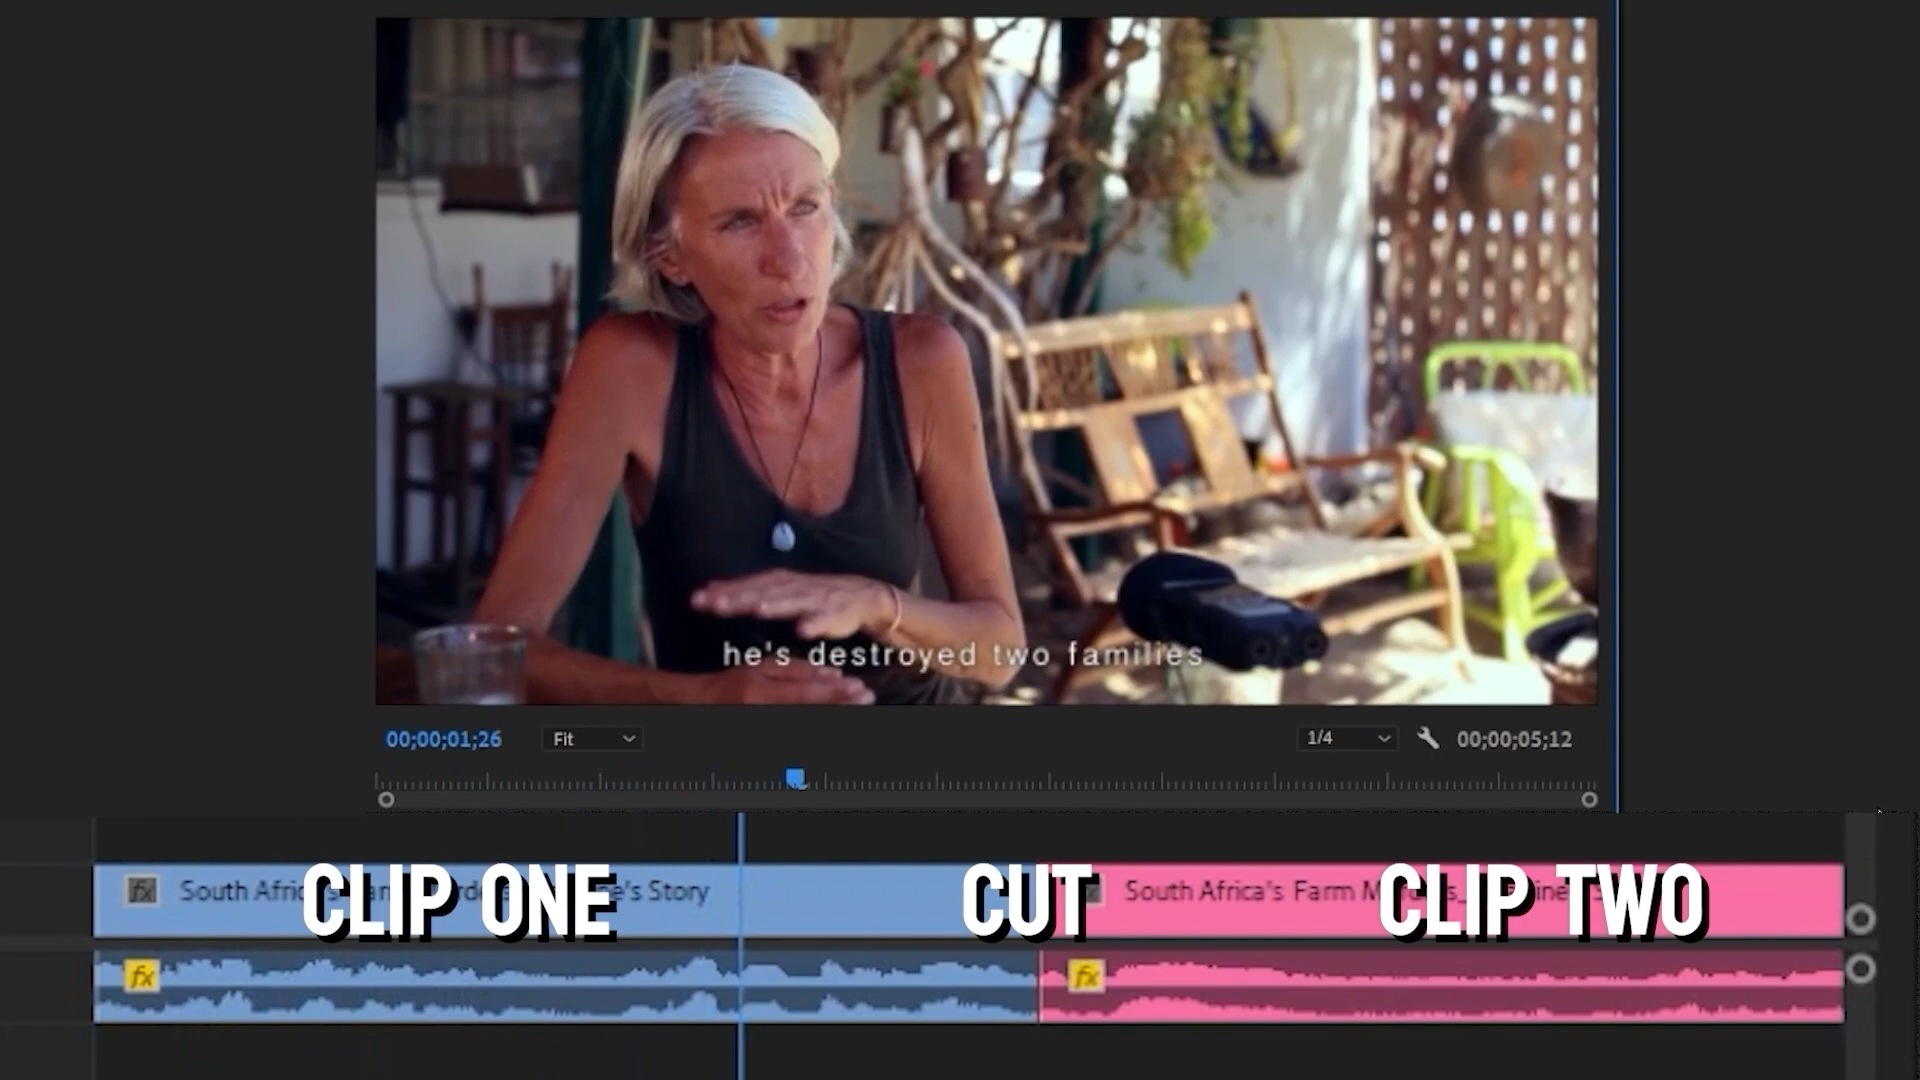 he's destroyed two families
00;00;01;26
Fit
1/4
00;00;05;12
CLIP ONE
CUT
CLIP TWO
fx South Story
South Africa's Farm
fx
fx